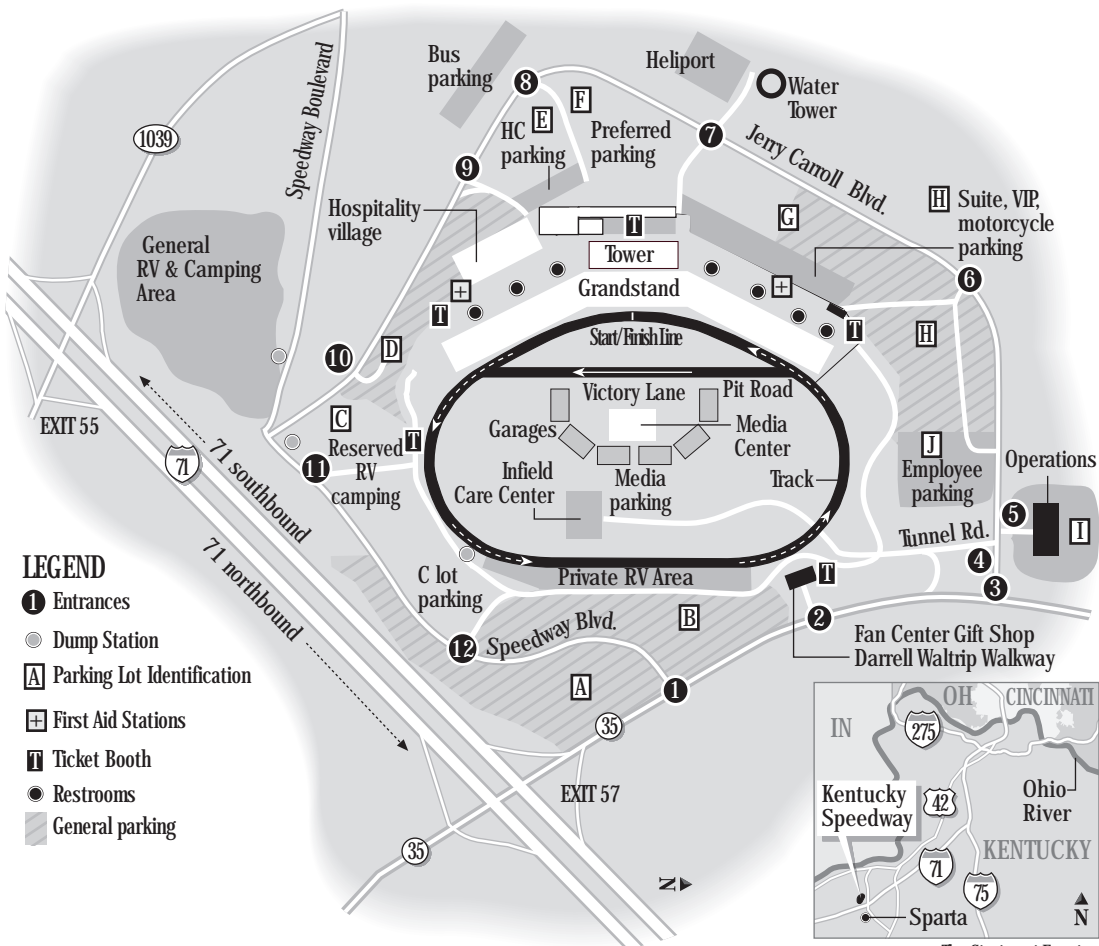 Bus
parking
Heliport
8
Water
Tower
F
E
HC
parking
Preferred
parking
7
Jerry Carroll Blvd.
1039
Speedway Boulevard
9
Hospitality
village
H
Suite, VIP,
motorcycle
parking
G
T
Tower
General
RV & Camping
Area
6
Grandstand
T
T
Start/Finish Line
H
10
D
Victory Lane
Pit Road
EXIT 55
C
Garages
Media
Center
71
71 southbound
T
Reserved
RV
camping
11
J
Employee
parking
Operations
Infield
Care Center
Media
parking
Track
5
I
Tunnel Rd.
4
3
71 northbound
C lot
parking
Private RV Area
T
LEGEND
1 Entrances
Dump Station
A Parking Lot Identification
First Aid Stations
T Ticket Booth
Restrooms
General parking
B
2
12
Speedway Blvd.
Fan Center Gift Shop
Darrell Waltrip Walkway
A
1
35
EXIT 57
35
N
OH
CINCINNATI
IN
275
Ohio
River
Kentucky
Speedway
42
KENTUCKY
71
75
N
Sparta